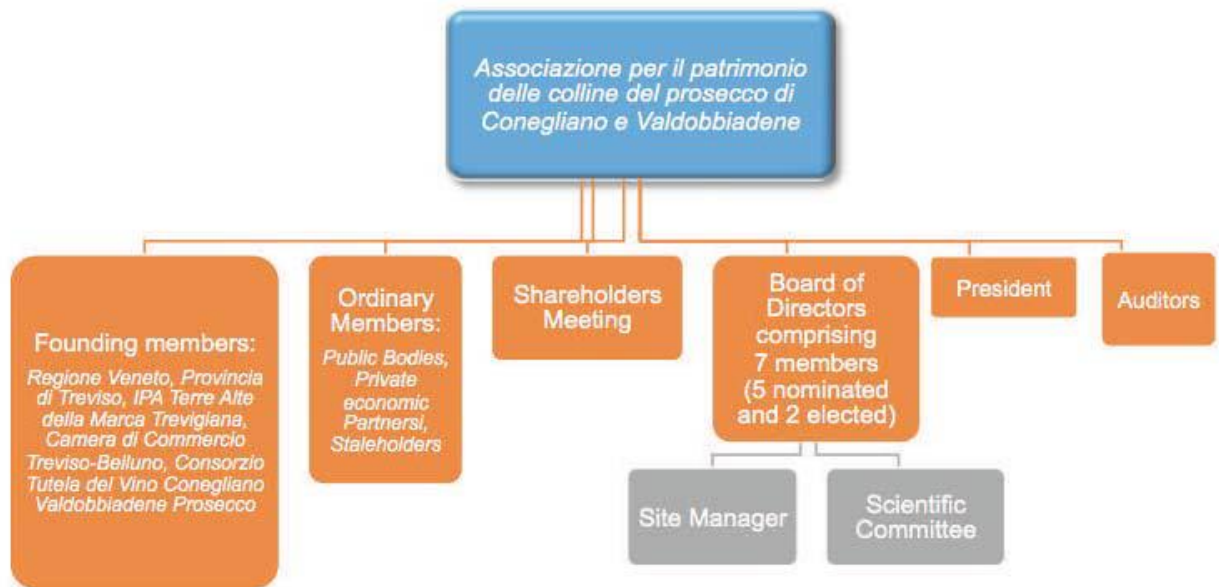 Associazione per il patrimonio
delle colline del prosecco di
Conegliano e Valdobbiadene
Founding members:
Regione Veneto, Provincia
di Treviso, IPA Terre Alte
della Marca Trevigiana,
Camera di Commercio
Treviso-Belluno, Consorzio
Tutela del Vino Conegliano
Valdobbiadene Prosecco
Ordinary
Members:
Public Bodies,
Private
economic
Partnersi,
Staleholders
Shareholders
Meeting
Board of
Directors
comprising
7 members
(5 nominated
and 2 elected)
President
Auditors
Site Manager
Scientific
Committee